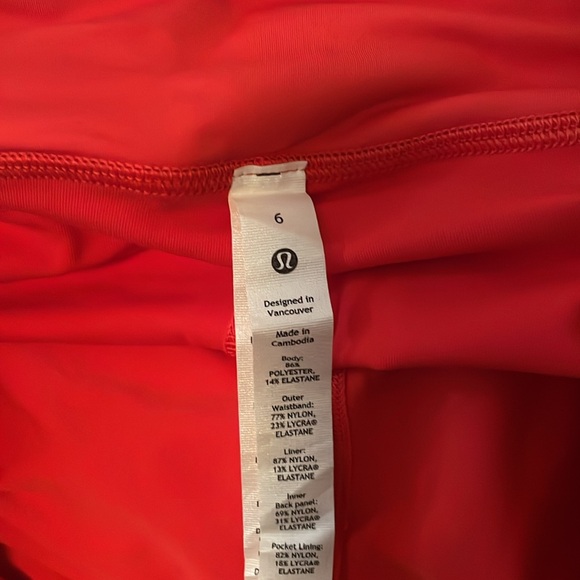 6
Designed in
Vancouver
Made in
Cambodia
Body:
86%
POLYESTER,
14% ELASTANE
Outer
Waistband:
77% NYLON,
23% LYCRA®
ELASTANE
Liner:
87% NYLON,
13% LYCRA®
ELASTANE
Inner
Back panel:
69% NYLON,
31% LYCRA®
ELASTANE
Pocket Lining:
82% NYLON,
18% LYCRA®
ELASTANE